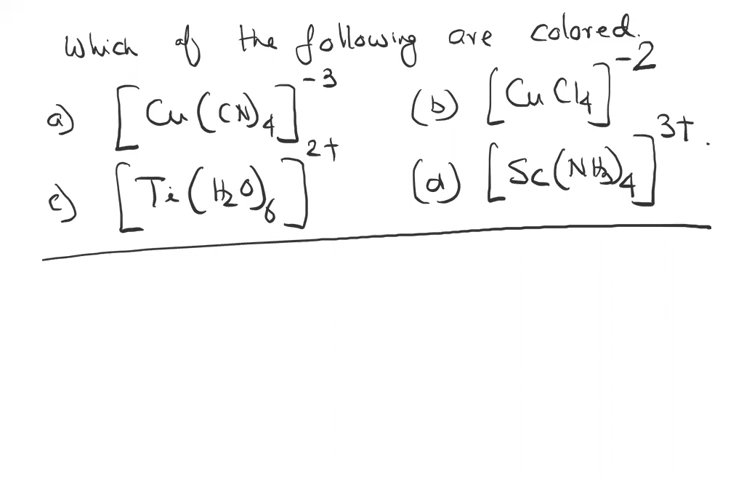 Which of the following are colored.
a) [Cu(CN)4]^-3 (b) [CuCl4]^-2
c) [Ti(H2O)6]^2+ (d) [Sc(NH3)4]^3+.